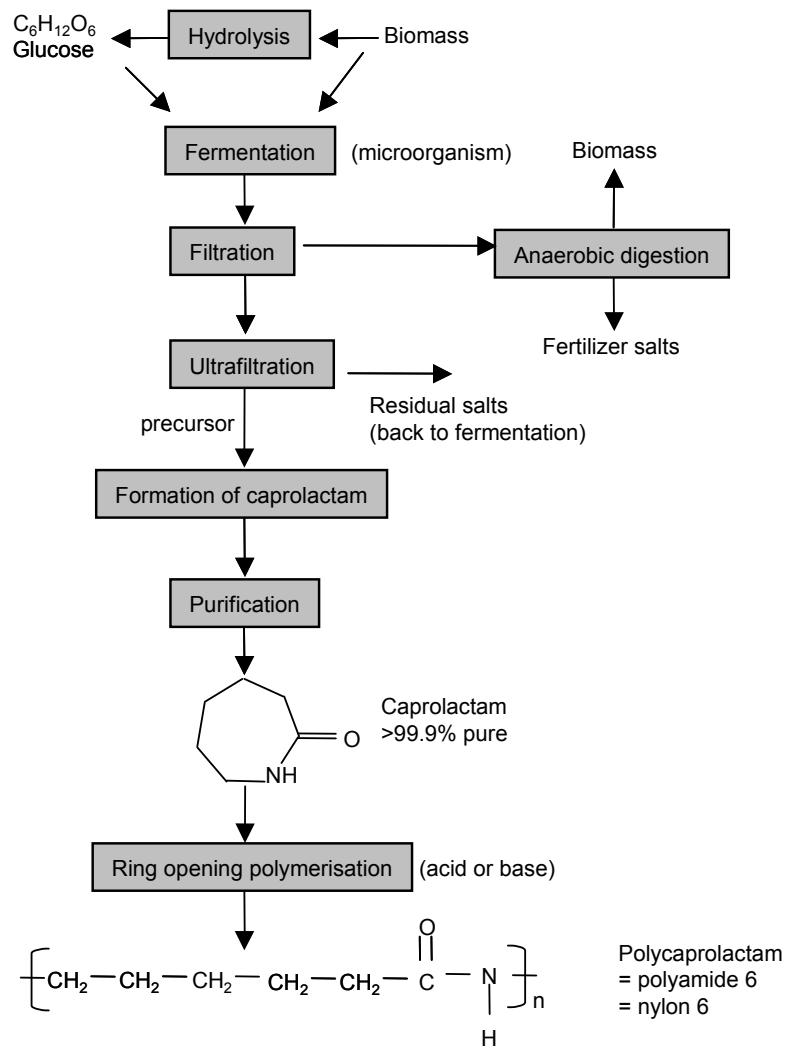 C₆H₁₂O₆
Glucose
Hydrolysis
Biomass
Fermentation
(microorganism)
Biomass
Filtration
Anaerobic digestion
Fertilizer salts
Ultrafiltration
Residual salts
(back to fermentation)
precursor
Formation of caprolactam
Purification
Caprolactam
>99.9% pure
O
NH
Ring opening polymerisation
(acid or base)
O
CH₂ CH₂ CH₂ CH₂ CH₂ C N
n
H
Polycaprolactam
= polyamide 6
= nylon 6